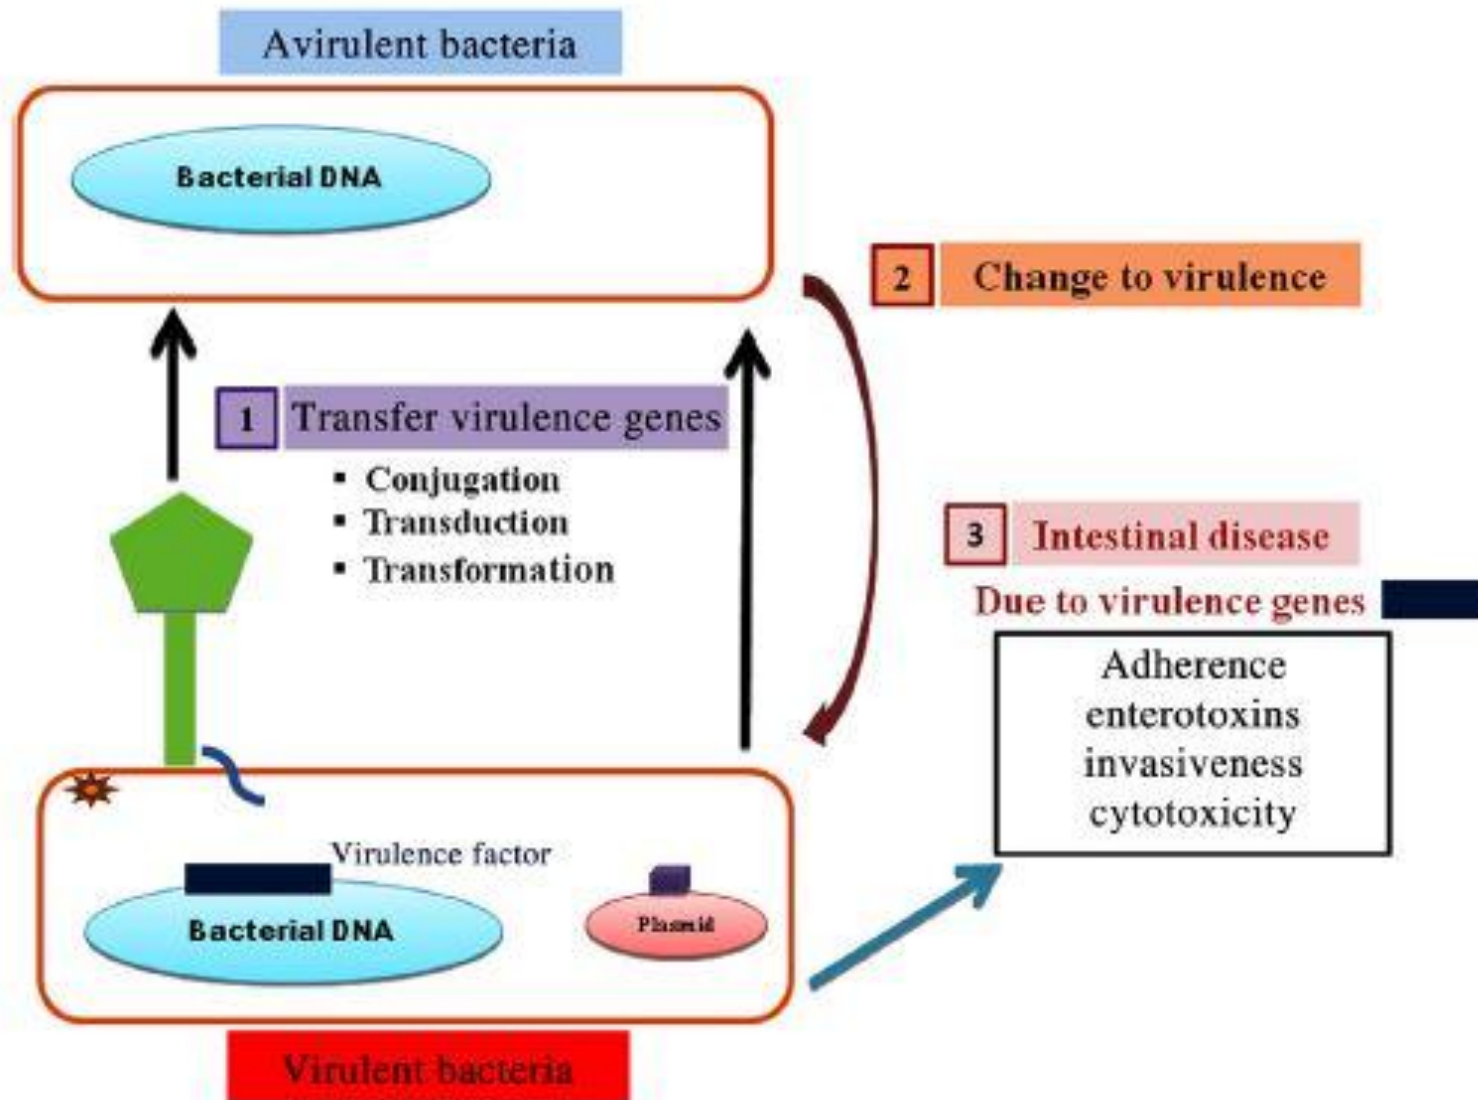 Avirulent bacteria
Bacterial DNA
2 Change to virulence
1 Transfer virulence genes
▪ Conjugation
▪ Transduction
▪ Transformation
3 Intestinal disease
Due to virulence genes
Adherence
enterotoxins
invasiveness
cytotoxicity
Virulence factor
Bacterial DNA
Plasmid
Virulent bacteria